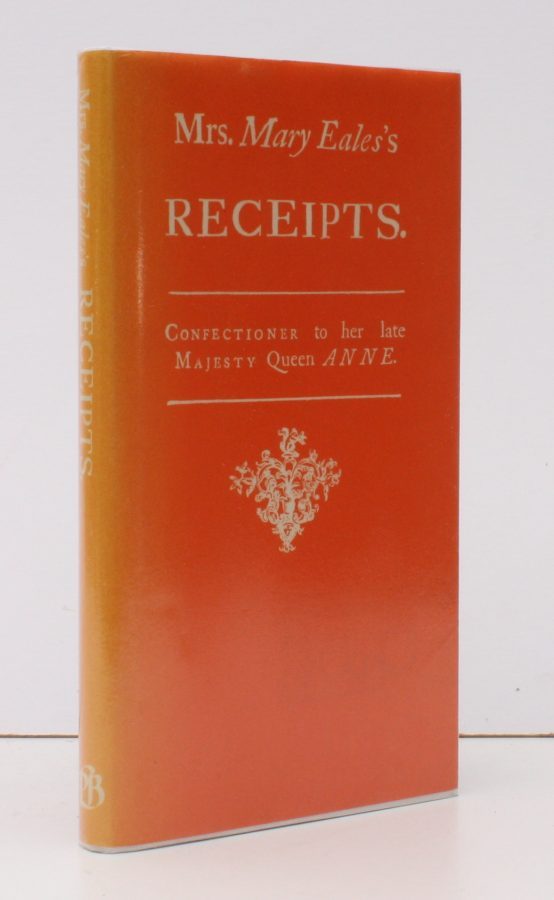 Mrs. Mary Eales's
RECEIPTS.
CONFECTIONER to her late
MAJESTY Queen ANNE.
Mrs. Mary Eales's RECEIPTS